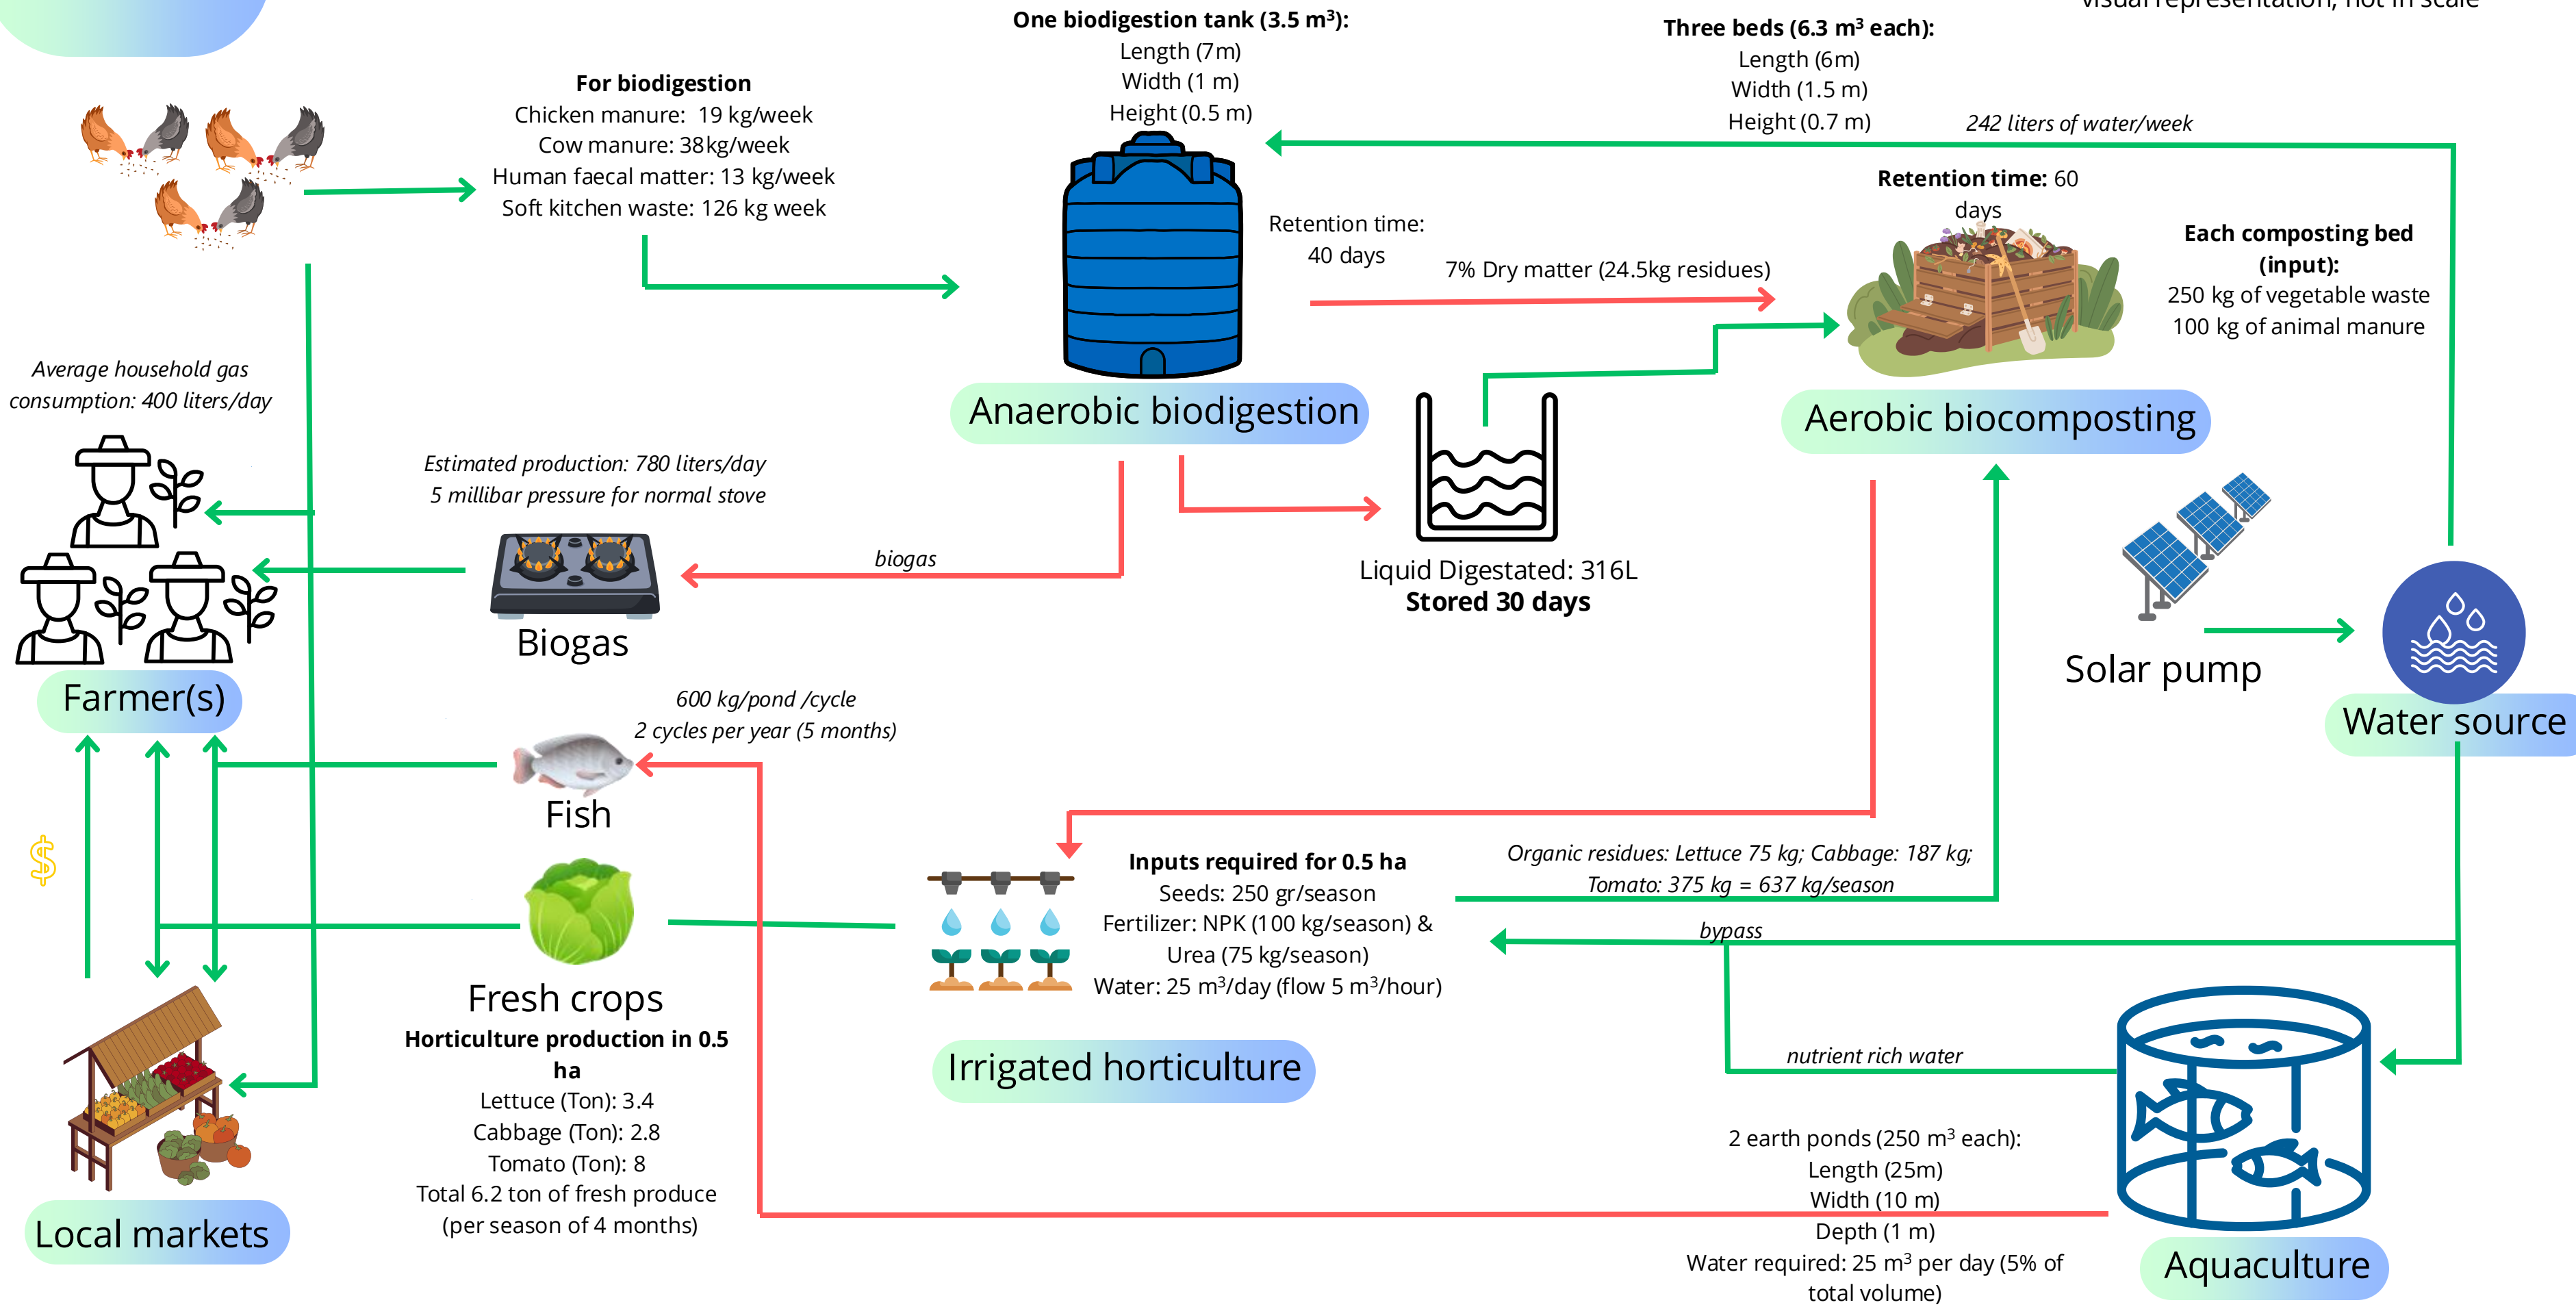 visual representation, not in scale
One biodigestion tank (3.5 m³):
Length (7m)
Width (1 m)
Height (0.5 m)
Three beds (6.3 m³ each):
Length (6m)
Width (1.5 m)
Height (0.7 m)
242 liters of water/week
For biodigestion
Chicken manure:  19 kg/week
Cow manure: 38kg/week
Human faecal matter: 13 kg/week
Soft kitchen waste: 126 kg week
Retention time: 60
days
Retention time:
40 days
7% Dry matter (24.5kg residues)
Each composting bed
(input):
250 kg of vegetable waste
100 kg of animal manure
Average household gas
consumption: 400 liters/day
Anaerobic biodigestion
Aerobic biocomposting
Estimated production: 780 liters/day
5 millibar pressure for normal stove
biogas
Biogas
Liquid Digestated: 316L
Stored 30 days
Solar pump
Farmer(s)
Water source
600 kg/pond /cycle
2 cycles per year (5 months)
Fish
$
Inputs required for 0.5 ha
Seeds: 250 gr/season
Fertilizer: NPK (100 kg/season) &
Urea (75 kg/season)
Water: 25 m³/day (flow 5 m³/hour)
Organic residues: Lettuce 75 kg; Cabbage: 187 kg;
Tomato: 375 kg = 637 kg/season
bypass
Fresh crops
Horticulture production in 0.5
ha
Lettuce (Ton): 3.4
Cabbage (Ton): 2.8
Tomato (Ton): 8
Total 6.2 ton of fresh produce
(per season of 4 months)
Irrigated horticulture
nutrient rich water
2 earth ponds (250 m³ each):
Length (25m)
Width (10 m)
Depth (1 m)
Water required: 25 m³ per day (5% of
total volume)
Local markets
Aquaculture